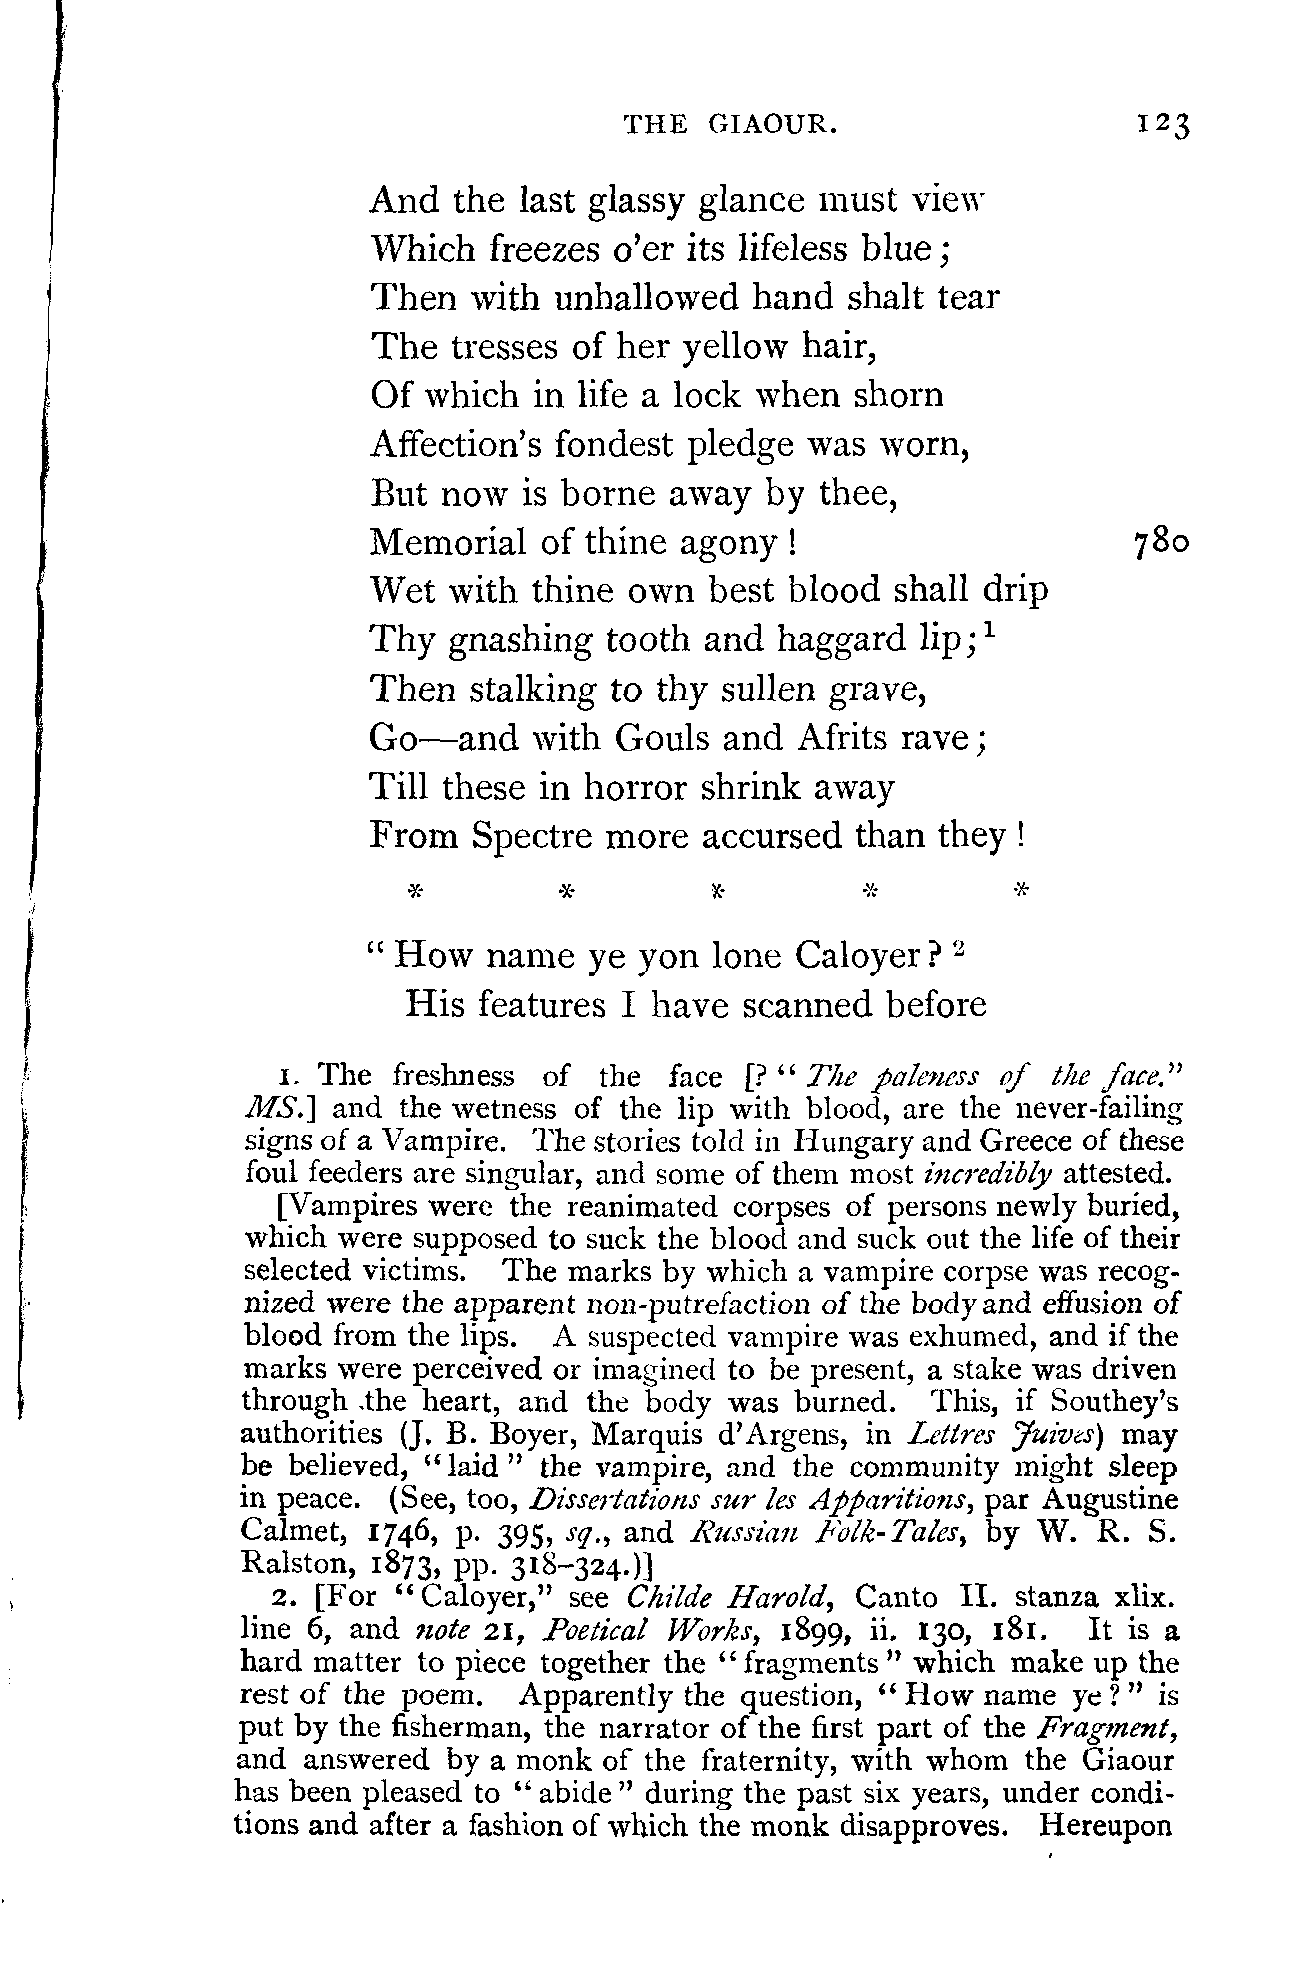 THE GIAOUR. 123
And the last glassy glance must view
Which freezes o'er its lifeless blue;
Then with unhallowed hand shalt tear
The tresses of her yellow hair,
Of which in life a lock when shorn
Affection's fondest pledge was worn,
But now is borne away by thee,
Memorial of thine agony! 780
Wet with thine own best blood shall drip
Thy gnashing tooth and haggard lip;¹
Then stalking to thy sullen grave,
Go—and with Gouls and Afrits rave;
Till these in horror shrink away
From Spectre more accursed than they!
* * * * *
"How name ye yon lone Caloyer?²
His features I have scanned before
1. The freshness of the face [? "The paleness of the face."
MS.] and the wetness of the lip with blood, are the never-failing
signs of a Vampire. The stories told in Hungary and Greece of these
foul feeders are singular, and some of them most incredibly attested.
[Vampires were the reanimated corpses of persons newly buried,
which were supposed to suck the blood and suck out the life of their
selected victims. The marks by which a vampire corpse was recog-
nized were the apparent non-putrefaction of the body and effusion of
blood from the lips. A suspected vampire was exhumed, and if the
marks were perceived or imagined to be present, a stake was driven
through the heart, and the body was burned. This, if Southey's
authorities (J. B. Boyer, Marquis d'Argens, in Lettres Juives) may
be believed, "laid" the vampire, and the community might sleep
in peace. (See, too, Dissertations sur les Apparitions, par Augustine
Calmet, 1746, p. 395, sq., and Russian Folk-Tales, by W. R. S.
Ralston, 1873, pp. 318–324.)]
2. [For "Caloyer," see Childe Harold, Canto II. stanza xlix.
line 6, and note 21, Poetical Works, 1899, ii. 130, 181. It is a
hard matter to piece together the "fragments" which make up the
rest of the poem. Apparently the question, "How name ye?" is
put by the fisherman, the narrator of the first part of the Fragment,
and answered by a monk of the fraternity, with whom the Giaour
has been pleased to "abide" during the past six years, under condi-
tions and after a fashion of which the monk disapproves. Hereupon